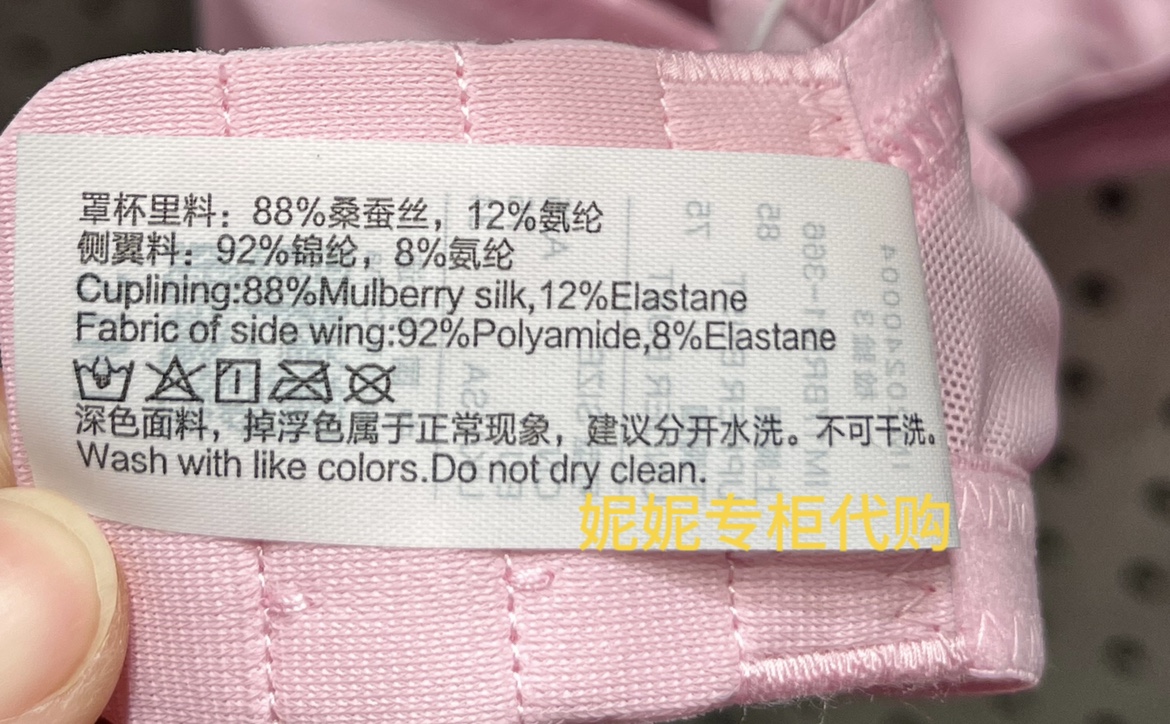 罩杯里料：88%桑蚕丝，12%氨纶
侧翼料：92%锦纶，8%氨纶
Cuplining:88%Mulberry silk,12%Elastane
Fabric of side wing:92%Polyamide,8%Elastane
深色面料，掉浮色属于正常现象，建议分开水洗。不可干洗。
Wash with like colors.Do not dry clean.
妮妮专柜代购